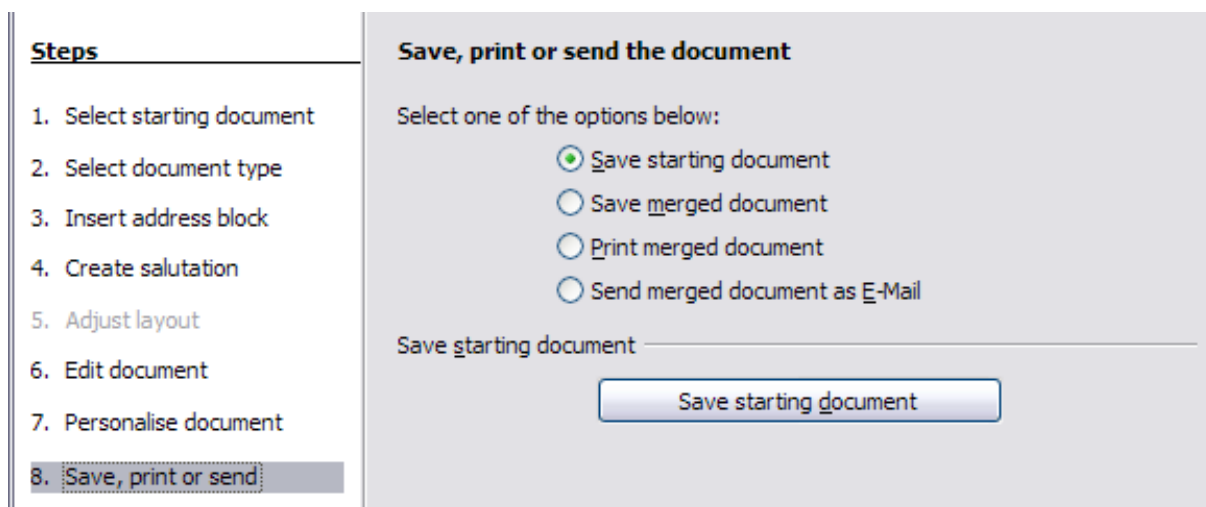 Steps
1. Select starting document
2. Select document type
3. Insert address block
4. Create salutation
5. Adjust layout
6. Edit document
7. Personalise document
8. Save, print or send
Save, print or send the document
Select one of the options below:
Save starting document
Save merged document
Print merged document
Send merged document as E-Mail
Save starting document
Save starting document